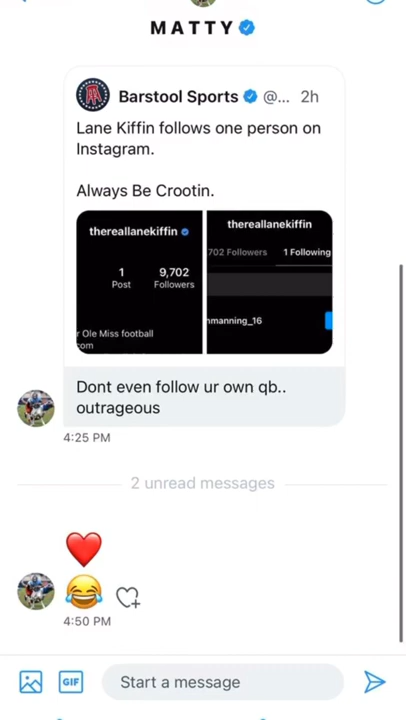 MATTY
Barstool Sports @... 2h
Lane Kiffin follows one person on
Instagram.
Always Be Crootin.
thereallanekiffin
1 9,702
Post Followers
r Ole Miss football
com
thereallanekiffin
702 Followers 1 Following
nmanning_16
Dont even follow ur own qb..
outrageous
4:25 PM
2 unread messages
4:50 PM
GIF
Start a message